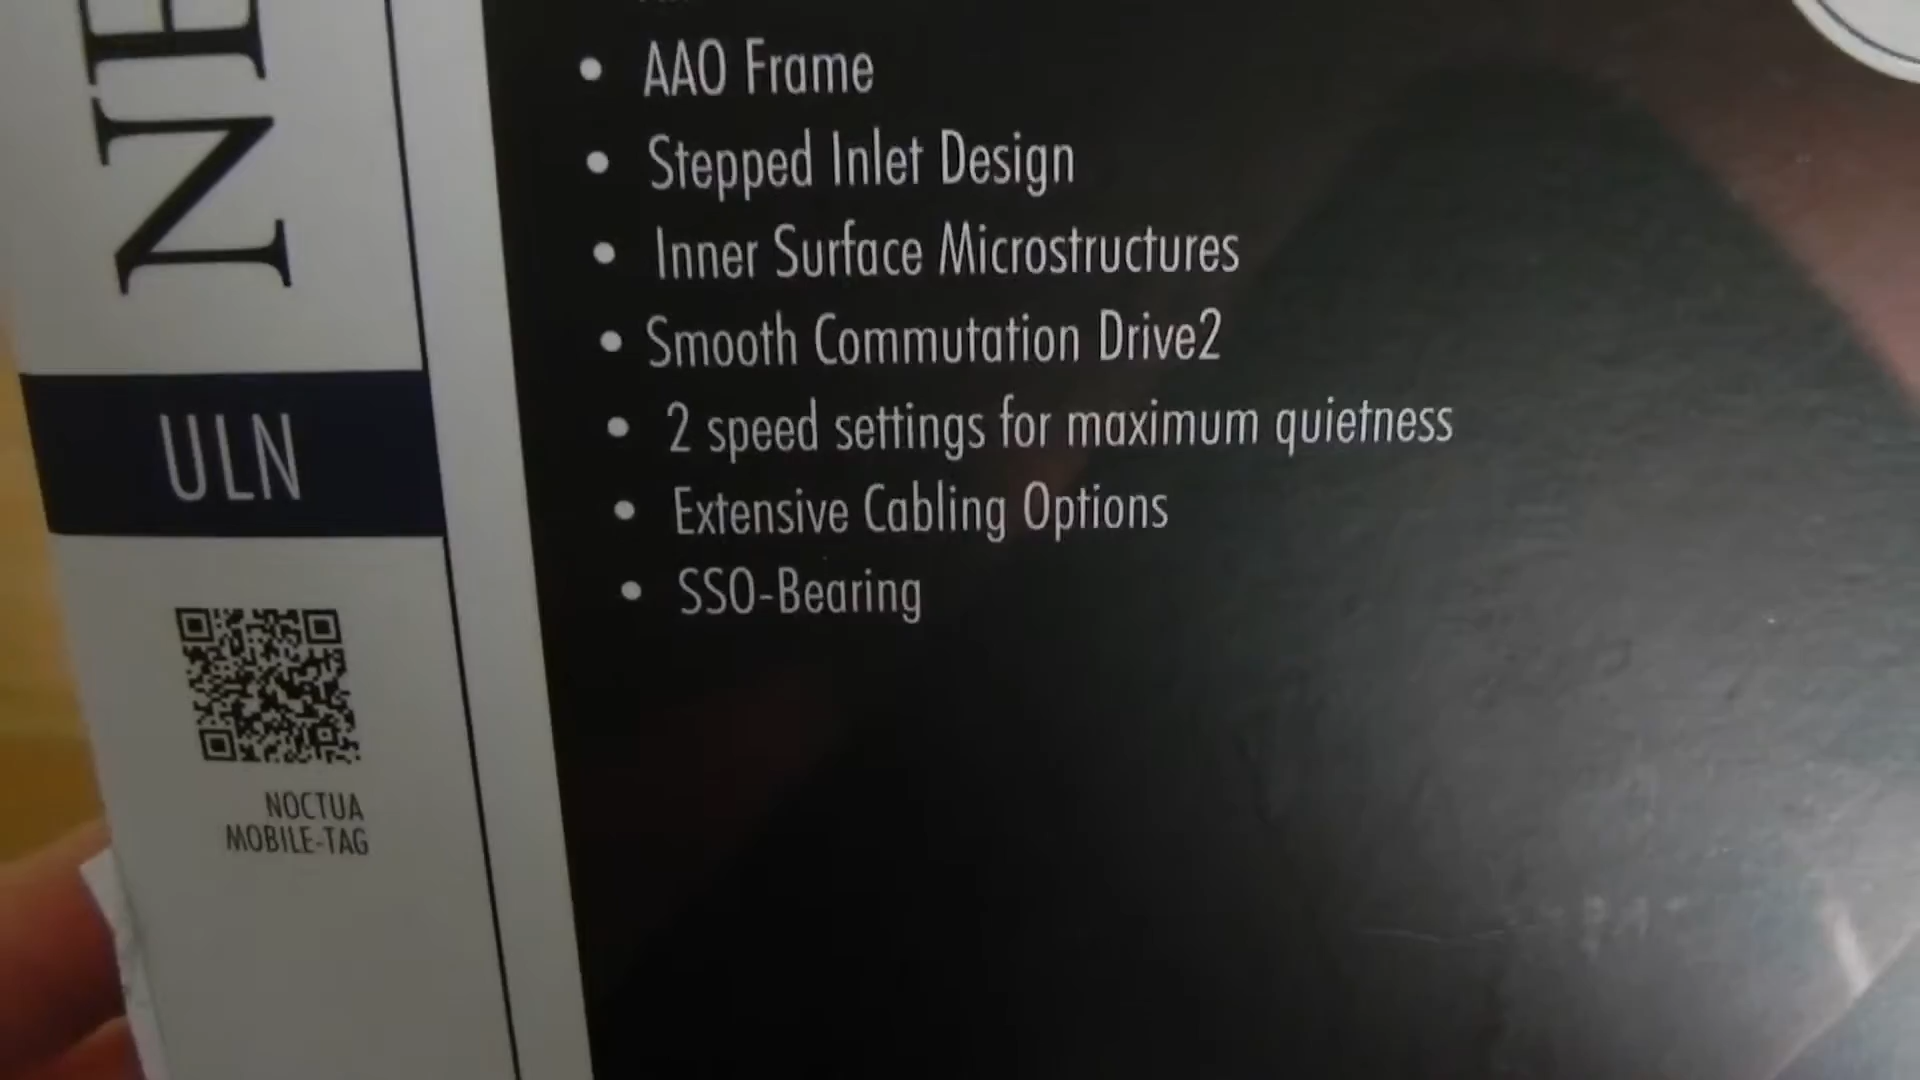 AAO Frame
Stepped Inlet Design
Inner Surface Microstructures
Smooth Commutation Drive2
2 speed settings for maximum quietness
Extensive Cabling Options
SSO-Bearing
ULN
NOCTUA
MOBILE-TAG